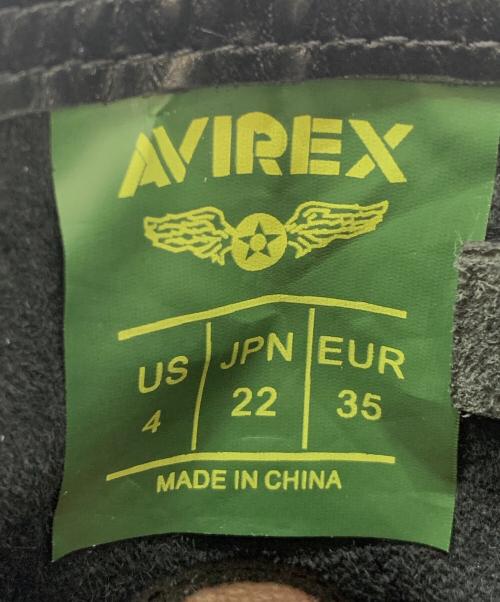 AVIREX
US JPN EUR
4 22 35
MADE IN CHINA